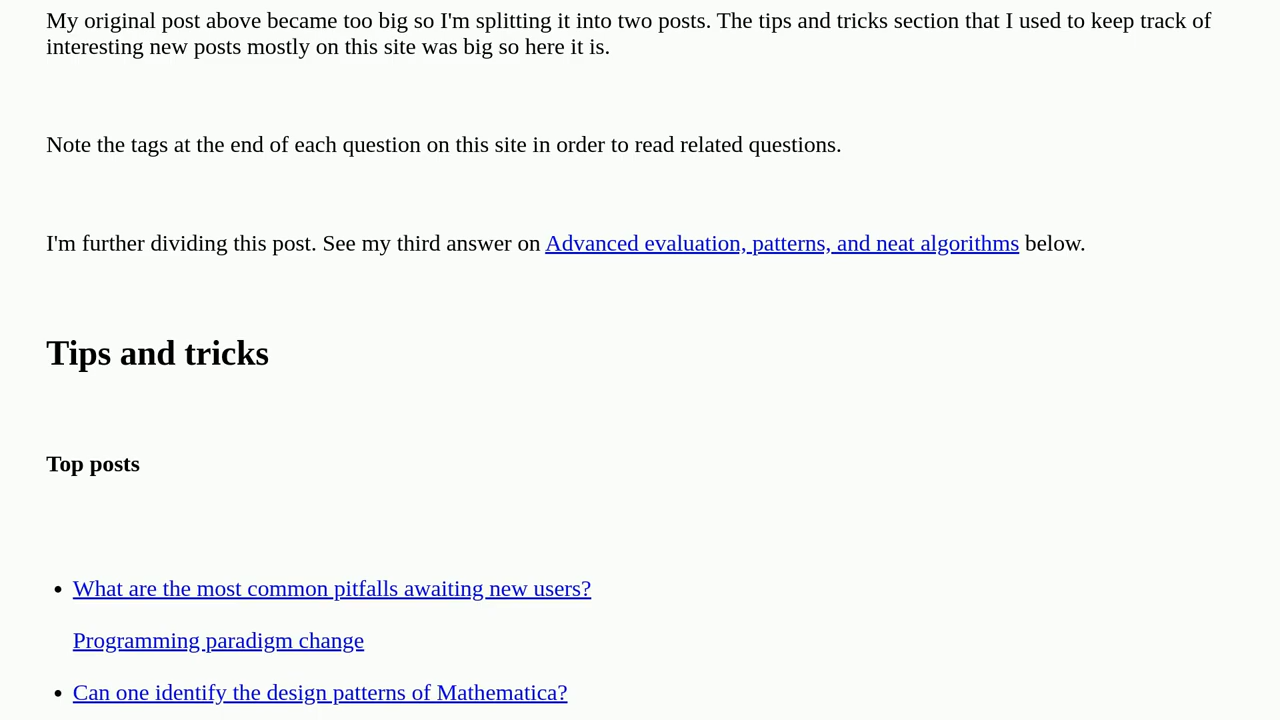 My original post above became too big so I'm splitting it into two posts. The tips and tricks section that I used to keep track of
interesting new posts mostly on this site was big so here it is.
Note the tags at the end of each question on this site in order to read related questions.
I'm further dividing this post. See my third answer on Advanced evaluation, patterns, and neat algorithms below.
Tips and tricks
Top posts
• What are the most common pitfalls awaiting new users?
Programming paradigm change
• Can one identify the design patterns of Mathematica?